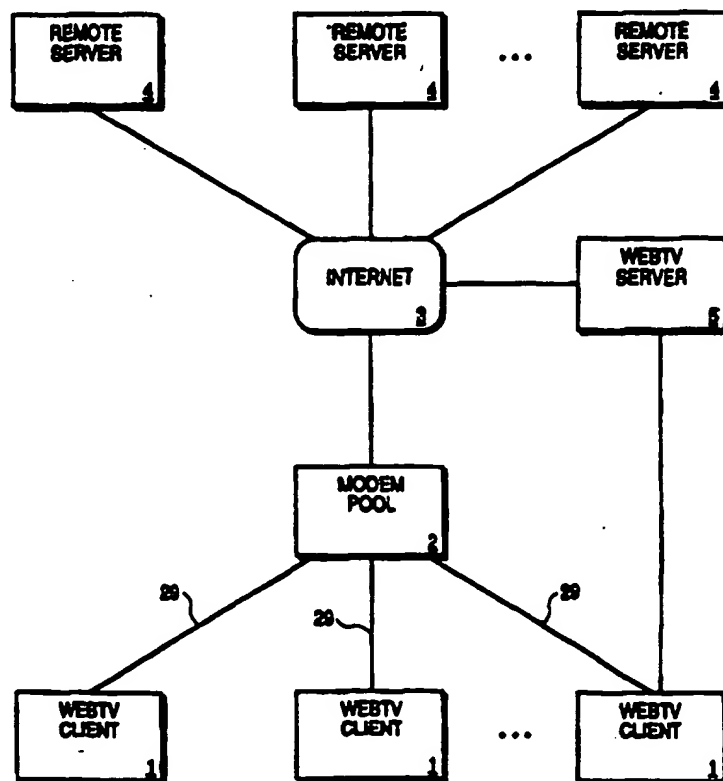 REMOTE
SERVER
4
REMOTE
SERVER
4
...
REMOTE
SERVER
4
INTERNET
3
WEBTV
SERVER
5
MODEM
POOL
2
29
29
29
WEBTV
CLIENT
1
WEBTV
CLIENT
1
...
WEBTV
CLIENT
1